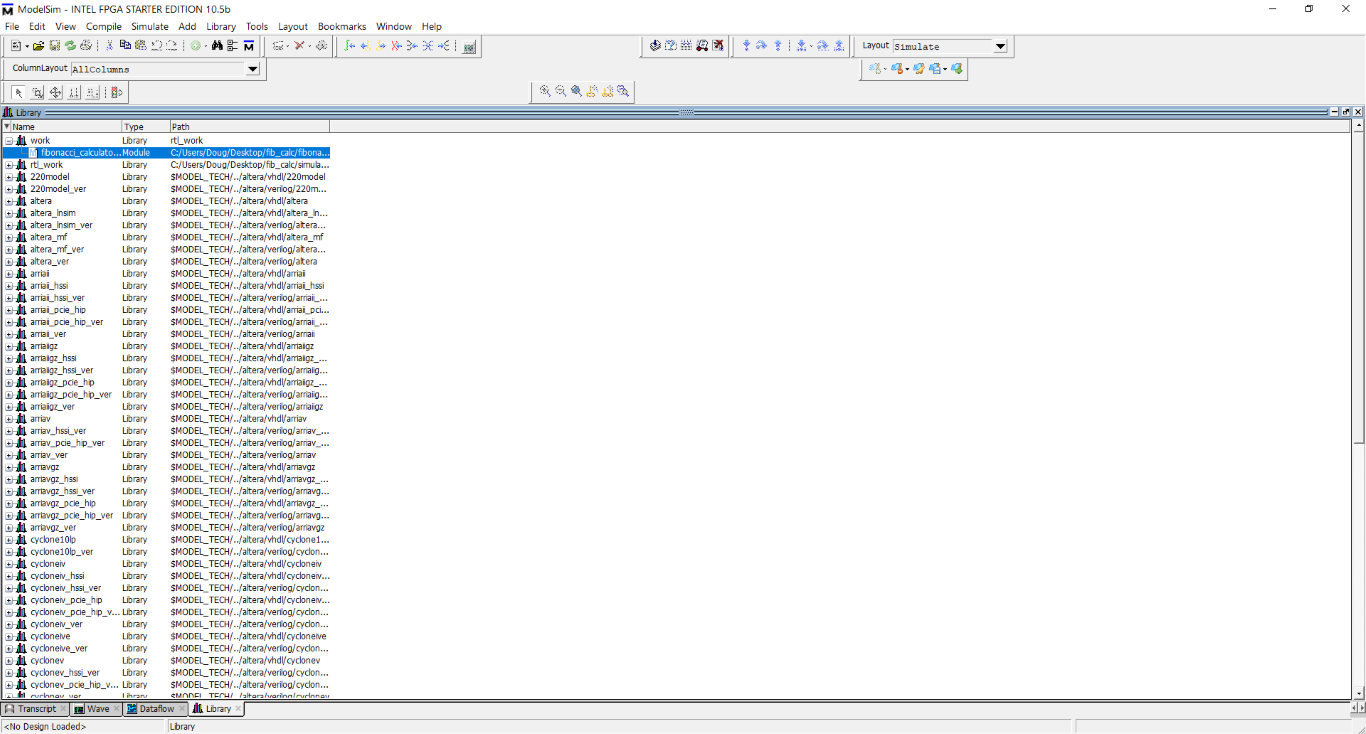 ModelSim - INTEL FPGA STARTER EDITION 10.5b
File Edit View Compile Simulate Add Library Tools Layout Bookmarks Window Help
Layout Simulate
ColumnLayout AllColumns
Library
Name Type Path
work Library rtl_work
fibonacci_calculato... Module C:/Users/Doug/Desktop/fib_calc/fibona...
rtl_work Library C:/Users/Doug/Desktop/fib_calc/simula...
220model Library $MODEL_TECH/../altera/vhdl/220model
220model_ver Library $MODEL_TECH/../altera/verilog/220m...
altera Library $MODEL_TECH/../altera/vhdl/altera
altera_lnsim Library $MODEL_TECH/../altera/vhdl/altera_ln...
altera_lnsim_ver Library $MODEL_TECH/../altera/verilog/altera...
altera_mf Library $MODEL_TECH/../altera/vhdl/altera_mf
altera_mf_ver Library $MODEL_TECH/../altera/verilog/altera...
altera_ver Library $MODEL_TECH/../altera/verilog/altera
arriaii Library $MODEL_TECH/../altera/vhdl/arriaii
arriaii_hssi Library $MODEL_TECH/../altera/vhdl/arriaii_hssi
arriaii_hssi_ver Library $MODEL_TECH/../altera/verilog/arriaii_...
arriaii_pcie_hip Library $MODEL_TECH/../altera/vhdl/arriaii_pci...
arriaii_pcie_hip_ver Library $MODEL_TECH/../altera/verilog/arriaii_...
arriaii_ver Library $MODEL_TECH/../altera/verilog/arriaii
arriaiigz Library $MODEL_TECH/../altera/vhdl/arriaiigz
arriaiigz_hssi Library $MODEL_TECH/../altera/vhdl/arriaiigz_...
arriaiigz_hssi_ver Library $MODEL_TECH/../altera/verilog/arriaiig...
arriaiigz_pcie_hip Library $MODEL_TECH/../altera/vhdl/arriaiigz_...
arriaiigz_pcie_hip_ver Library $MODEL_TECH/../altera/verilog/arriaiig...
arriaiigz_ver Library $MODEL_TECH/../altera/verilog/arriaiigz
arriav Library $MODEL_TECH/../altera/vhdl/arriav
arriav_hssi_ver Library $MODEL_TECH/../altera/verilog/arriav_...
arriav_pcie_hip_ver Library $MODEL_TECH/../altera/verilog/arriav_...
arriav_ver Library $MODEL_TECH/../altera/verilog/arriav
arriavgz Library $MODEL_TECH/../altera/vhdl/arriavgz
arriavgz_hssi Library $MODEL_TECH/../altera/vhdl/arriavgz_...
arriavgz_hssi_ver Library $MODEL_TECH/../altera/verilog/arriavg...
arriavgz_pcie_hip Library $MODEL_TECH/../altera/vhdl/arriavgz_...
arriavgz_pcie_hip_ver Library $MODEL_TECH/../altera/verilog/arriavg...
arriavgz_ver Library $MODEL_TECH/../altera/verilog/arriavgz
cyclone10lp Library $MODEL_TECH/../altera/vhdl/cyclone1...
cyclone10lp_ver Library $MODEL_TECH/../altera/verilog/cyclon...
cycloneiv Library $MODEL_TECH/../altera/vhdl/cycloneiv
cycloneiv_hssi Library $MODEL_TECH/../altera/vhdl/cycloneiv...
cycloneiv_hssi_ver Library $MODEL_TECH/../altera/verilog/cyclon...
cycloneiv_pcie_hip Library $MODEL_TECH/../altera/vhdl/cycloneiv...
cycloneiv_pcie_hip_v... Library $MODEL_TECH/../altera/verilog/cyclon...
cycloneiv_ver Library $MODEL_TECH/../altera/verilog/cyclon...
cycloneive Library $MODEL_TECH/../altera/vhdl/cycloneive
cycloneive_ver Library $MODEL_TECH/../altera/verilog/cyclon...
cyclonev Library $MODEL_TECH/../altera/vhdl/cyclonev
cyclonev_hssi_ver Library $MODEL_TECH/../altera/verilog/cyclon...
cyclonev_pcie_hip_v... Library $MODEL_TECH/../altera/verilog/cyclon...
cyclonev_ver Library $MODEL_TECH/../altera/verilog/cyclonev
Transcript Wave Dataflow Library
<No Design Loaded> Library